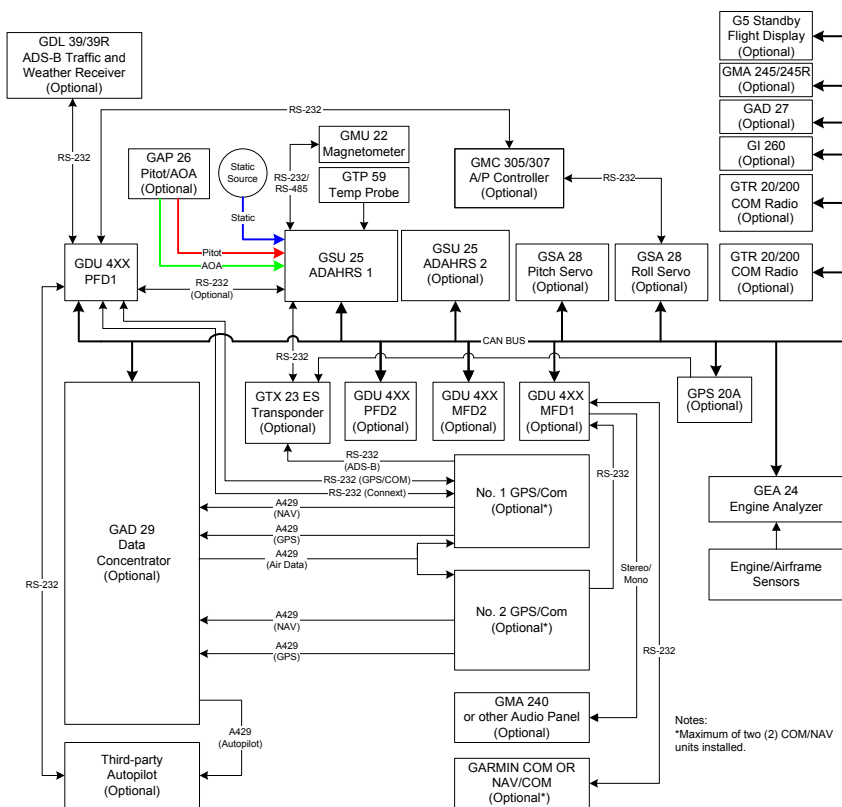 GDL 39/39R
ADS-B Traffic and
Weather Receiver
(Optional)
G5 Standby
Flight Display
(Optional)
GMA 245/245R
(Optional)
GAD 27
(Optional)
GI 260
(Optional)
GTR 20/200
COM Radio
(Optional)
GTR 20/200
COM Radio
(Optional)
RS-232
RS-232
GAP 26
Pitot/AOA
(Optional)
Static
Source
Static
RS-232/
RS-485
GMU 22
Magnetometer
GTP 59
Temp Probe
GMC 305/307
A/P Controller
(Optional)
RS-232
Pitot
AOA
GDU 4XX
PFD1
RS-232
(Optional)
GSU 25
ADAHRS 1
GSU 25
ADAHRS 2
(Optional)
GSA 28
Pitch Servo
(Optional)
GSA 28
Roll Servo
(Optional)
CAN BUS
RS-232
GTX 23 ES
Transponder
(Optional)
GDU 4XX
PFD2
(Optional)
GDU 4XX
MFD2
(Optional)
GDU 4XX
MFD1
(Optional)
GPS 20A
(Optional)
RS-232
(ADS-B)
RS-232 (GPS/COM)
RS-232 (Connext)
A429
(NAV)
A429
(GPS)
A429
(Air Data)
No. 1 GPS/Com
(Optional*)
RS-232
GEA 24
Engine Analyzer
Engine/Airframe
Sensors
GAD 29
Data
Concentrator
(Optional)
RS-232
A429
(NAV)
A429
(GPS)
No. 2 GPS/Com
(Optional*)
Stereo/
Mono
RS-232
A429
(Autopilot)
GMA 240
or other Audio Panel
(Optional)
Notes:
*Maximum of two (2) COM/NAV
units installed.
Third-party
Autopilot
(Optional)
GARMIN COM OR
NAV/COM
(Optional*)